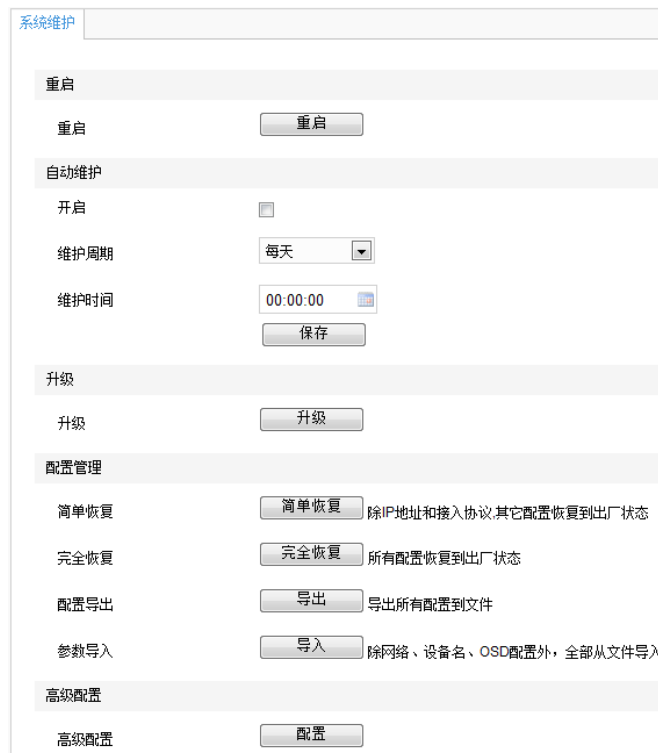 系统维护
重启
重启 重启
自动维护
开启
维护周期 每天
维护时间 00:00:00
保存
升级
升级 升级
配置管理
简单恢复 简单恢复 除IP地址和接入协议,其它配置恢复到出厂状态
完全恢复 完全恢复 所有配置恢复到出厂状态
配置导出 导出 导出所有配置到文件
参数导入 导入 除网络、设备名、OSD配置外，全部从文件导入
高级配置
高级配置 配置